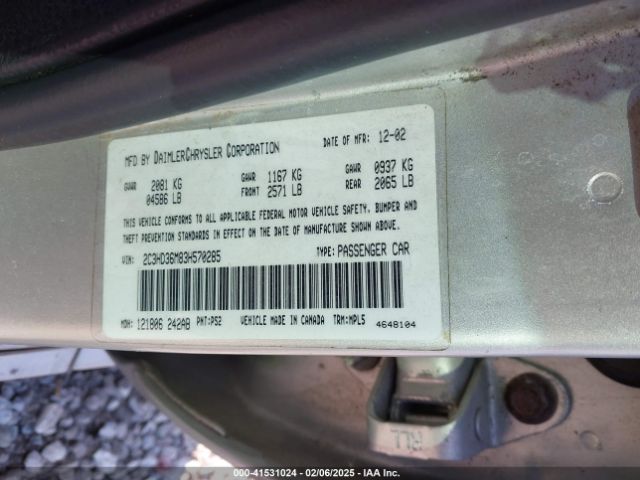 MFD BY DAIMLERCHRYSLER CORPORATION DATE OF MFR: 12-02
GVWR 2081 KG GAWR 1167 KG GAWR 0937 KG
04586 LB FRONT 2571 LB REAR 2065 LB
THIS VEHICLE CONFORMS TO ALL APPLICABLE FEDERAL MOTOR VEHICLE SAFETY, BUMPER AND
THEFT PREVENTION STANDARDS IN EFFECT ON THE DATE OF MANUFACTURE SHOWN ABOVE.
VIN: 2C3HD36M83H570285 TYPE: PASSENGER CAR
MDH: 121806 242AB PNT: PS2 VEHICLE MADE IN CANADA TRM: MPL5
4648104
RLL
000-41531024 | 02/06/2025 | IAA Inc.